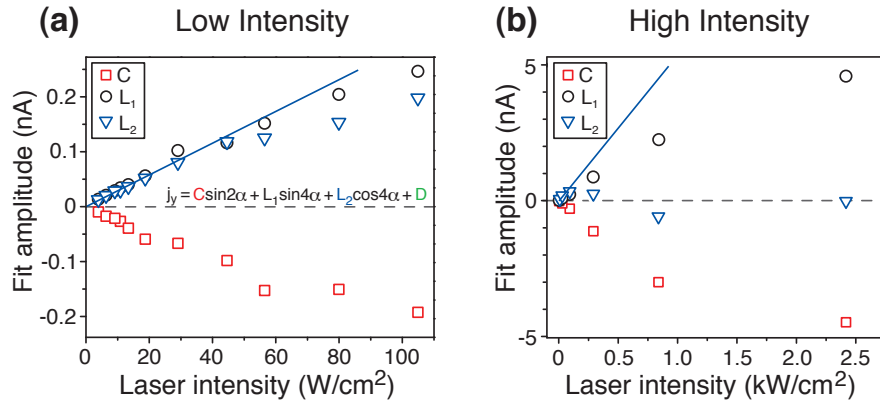 (a) Low Intensity
Fit amplitude (nA)
0.2
0.1
0
-0.1
-0.2
C
L₁
L₂
j_y = Csin2α + L₁sin4α + L₂cos4α + D
0 20 40 60 80 100
Laser intensity (W/cm²)
(b) High Intensity
Fit amplitude (nA)
5
0
-5
C
L₁
L₂
0 0.5 1.0 1.5 2.0 2.5
Laser intensity (kW/cm²)